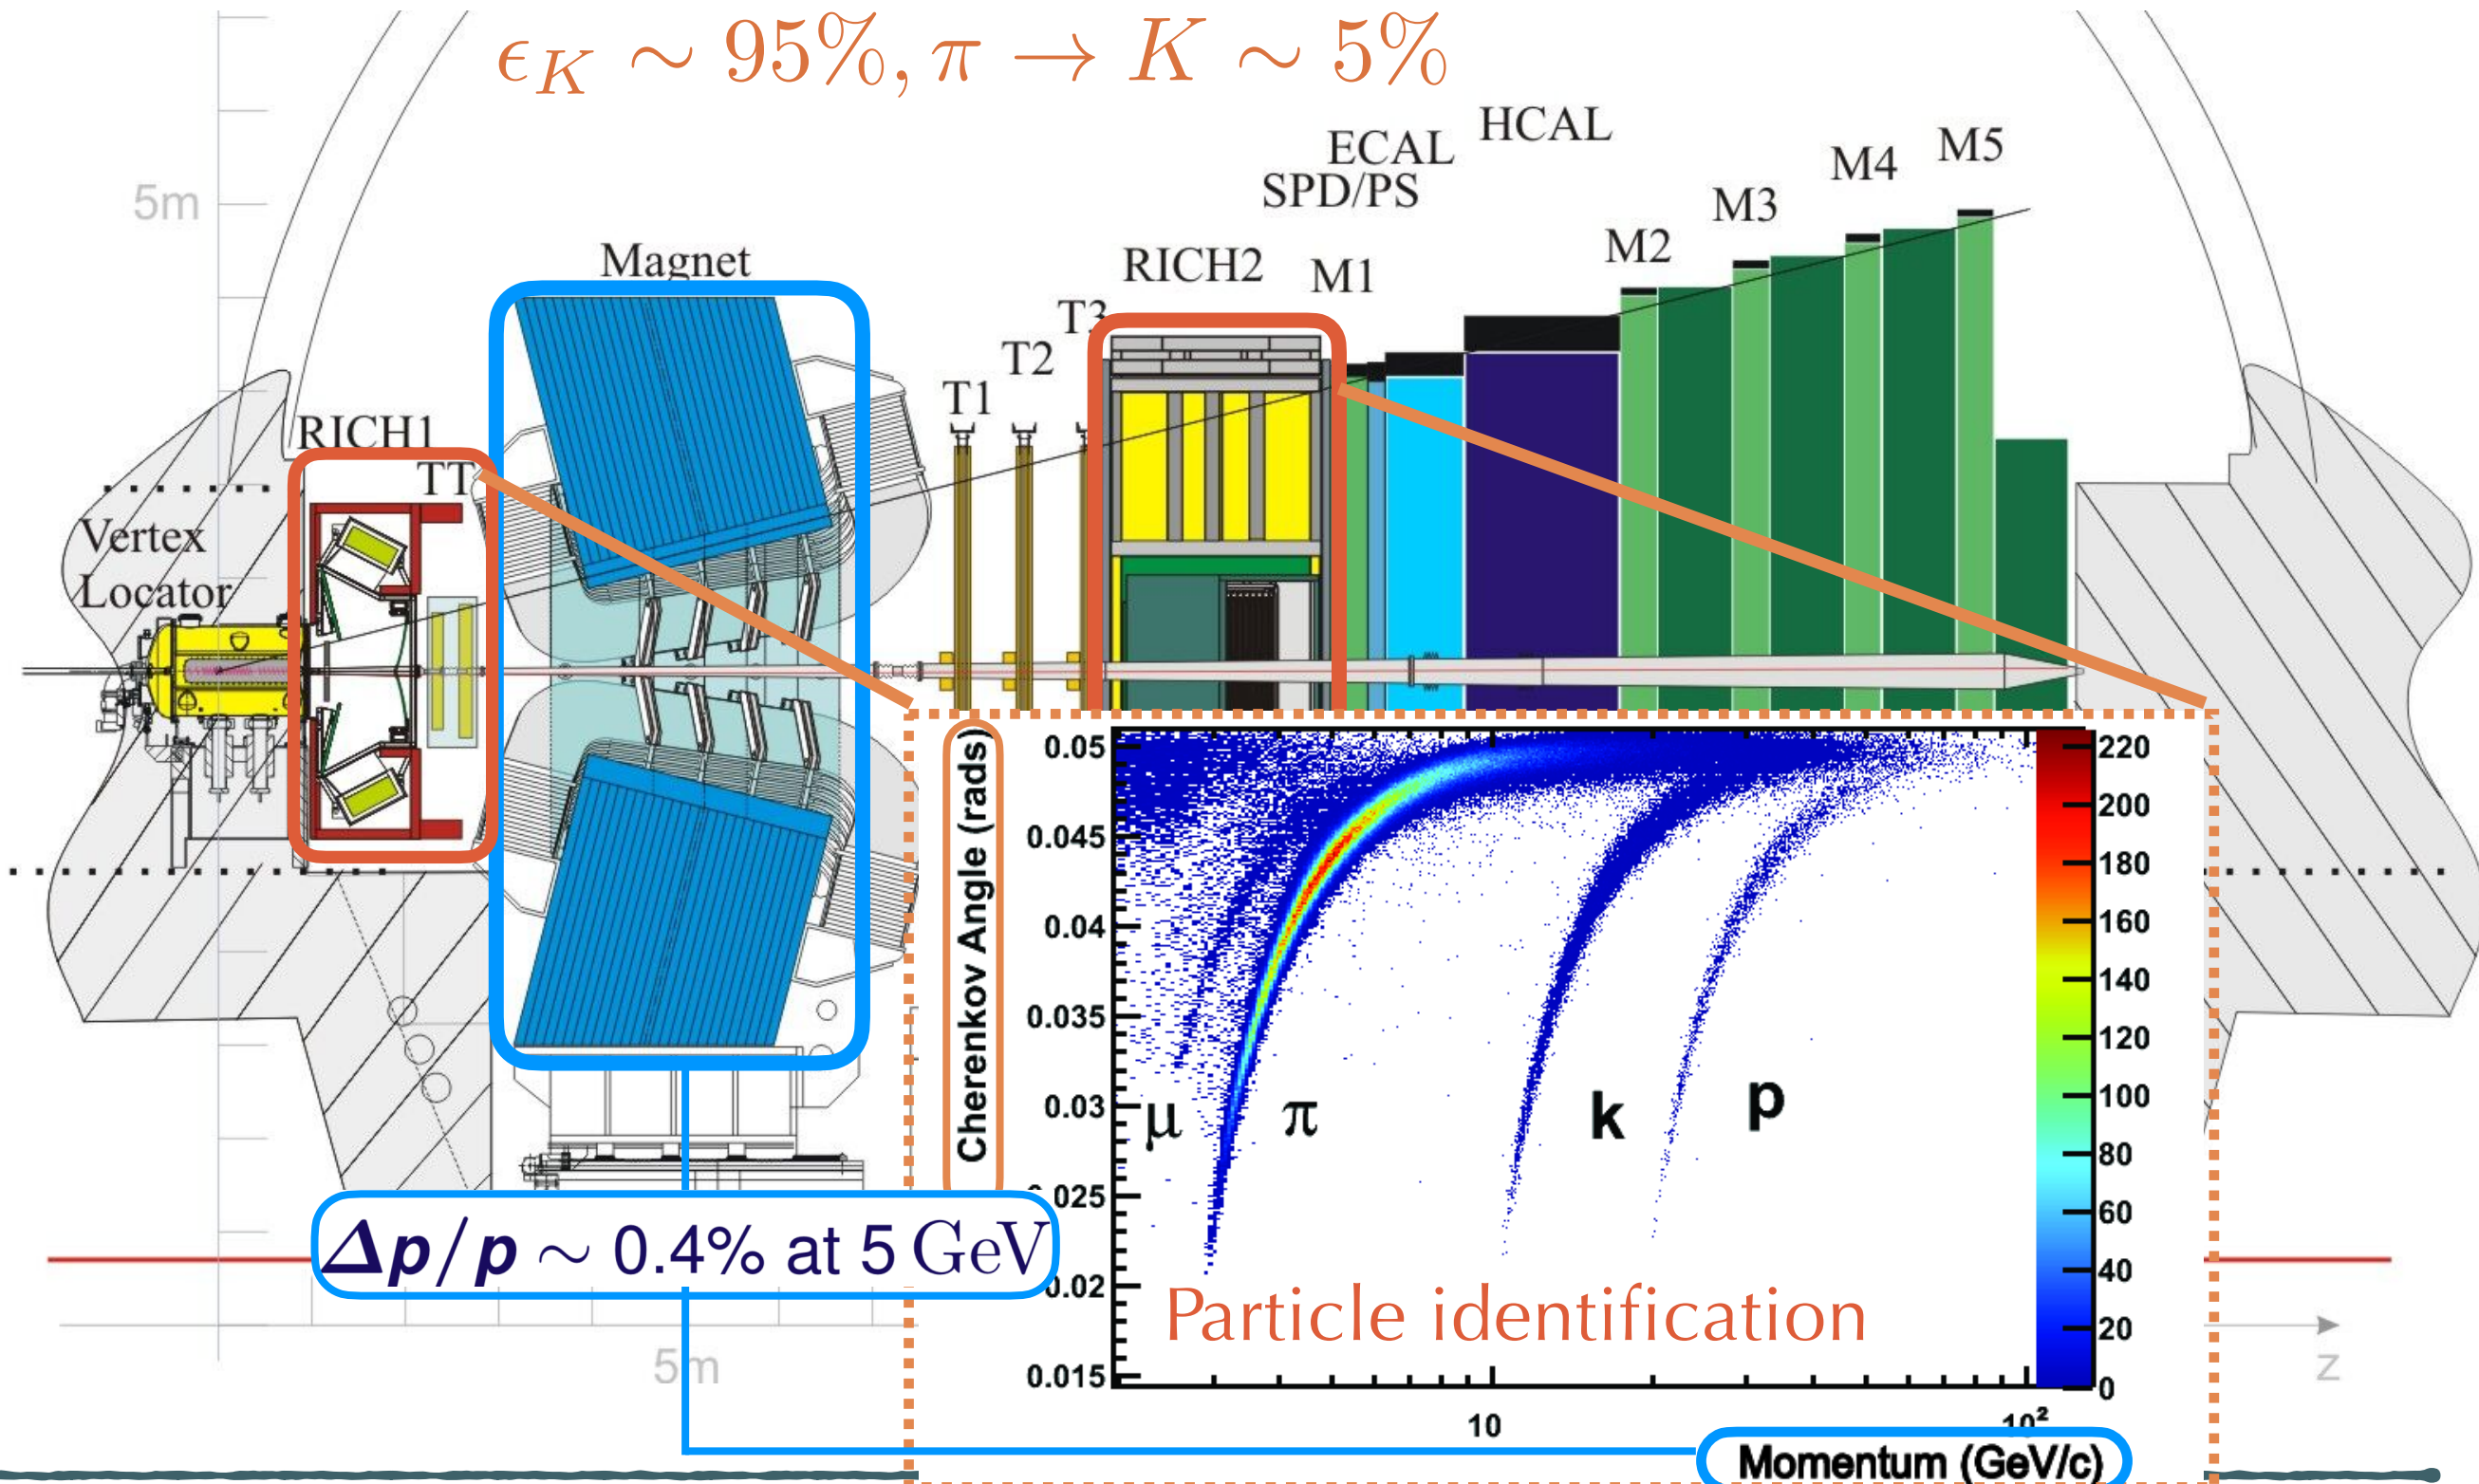 ϵ_K ∼ 95%, π → K ∼ 5%
HCAL
ECAL
SPD/PS
M5
M4
M3
M2
5m
Magnet
RICH2
M1
T3
T2
T1
RICH1
TT
Vertex
Locator
Cherenkov Angle (rads)
0.05
0.045
0.04
0.035
0.03
0.025
0.02
0.015
μ
π
k
p
220
200
180
160
140
120
100
80
60
40
20
0
Δp/p ∼ 0.4% at 5 GeV
Particle identification
5m
z
10
10²
Momentum (GeV/c)